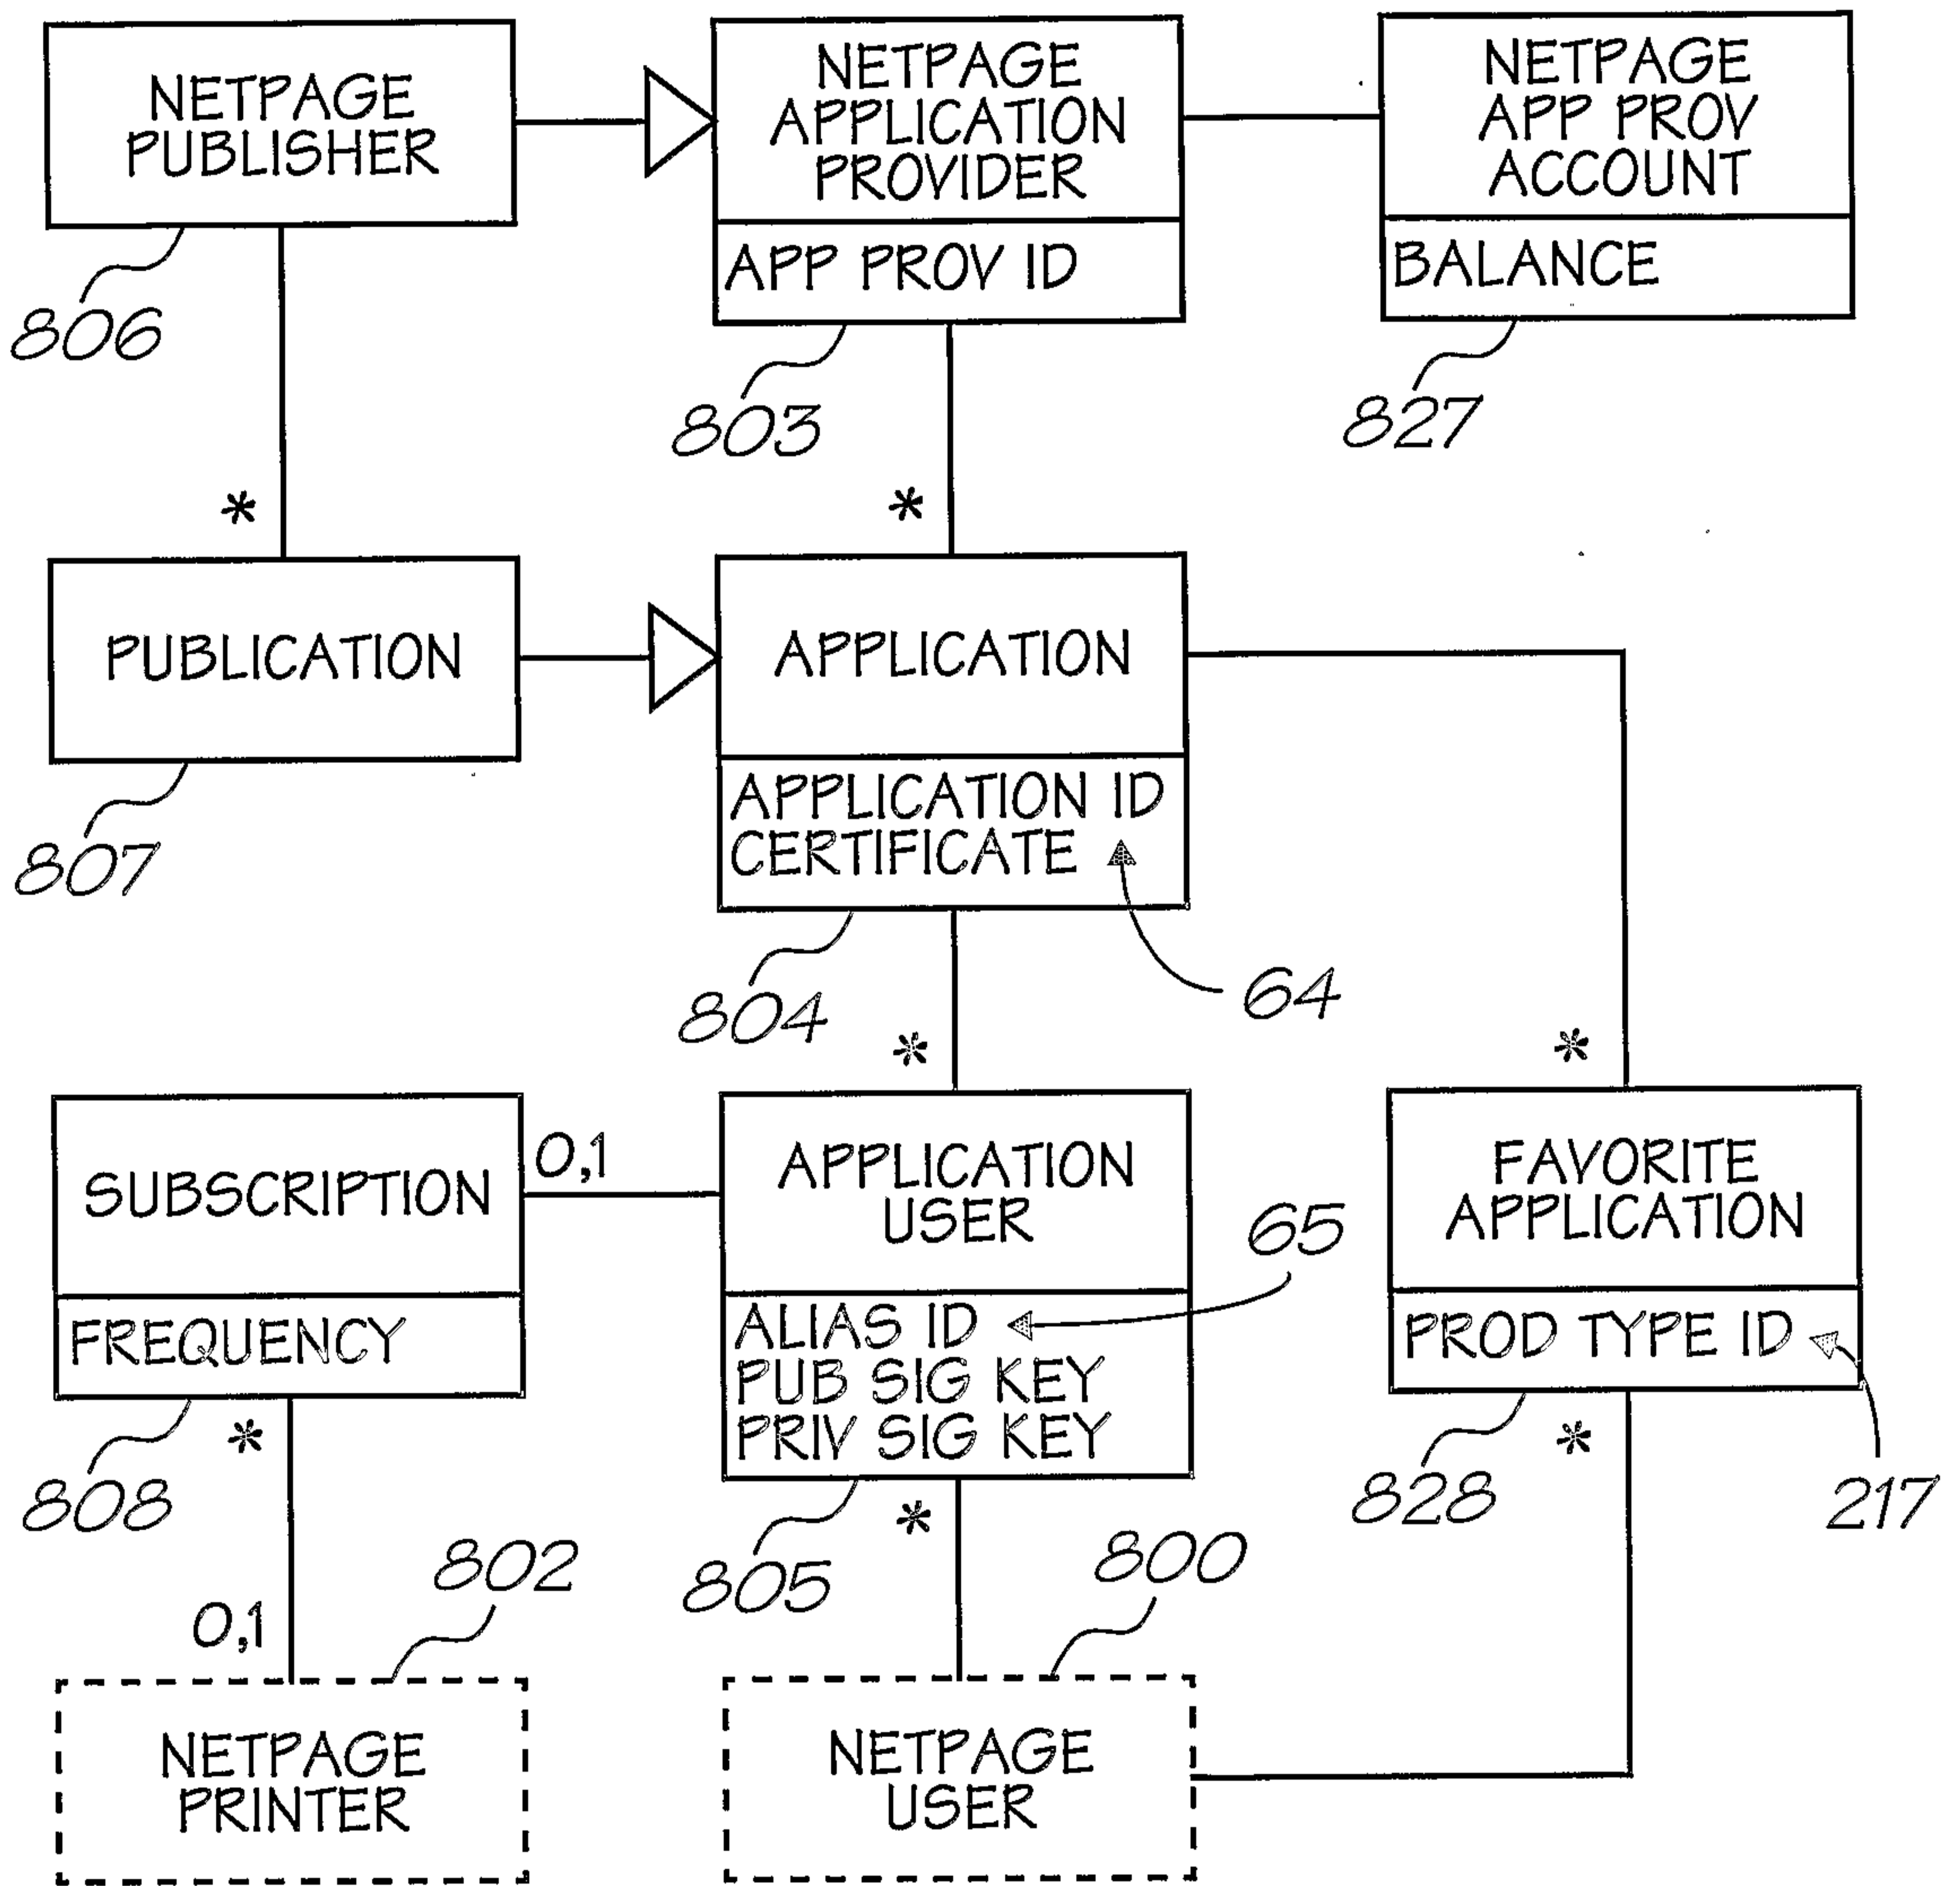 NETPAGE
PUBLISHER
806
NETPAGE
APPLICATION
PROVIDER
APP PROV ID
803
NETPAGE
APP PROV
ACCOUNT
BALANCE
827
*
*
PUBLICATION
807
APPLICATION
APPLICATION ID
CERTIFICATE
64
804
*
*
SUBSCRIPTION
FREQUENCY
0,1
808
*
APPLICATION
USER
ALIAS ID
PUB SIG KEY
PRIV SIG KEY
65
805
*
FAVORITE
APPLICATION
PROD TYPE ID
828
*
217
802
0,1
800
NETPAGE
PRINTER
NETPAGE
USER